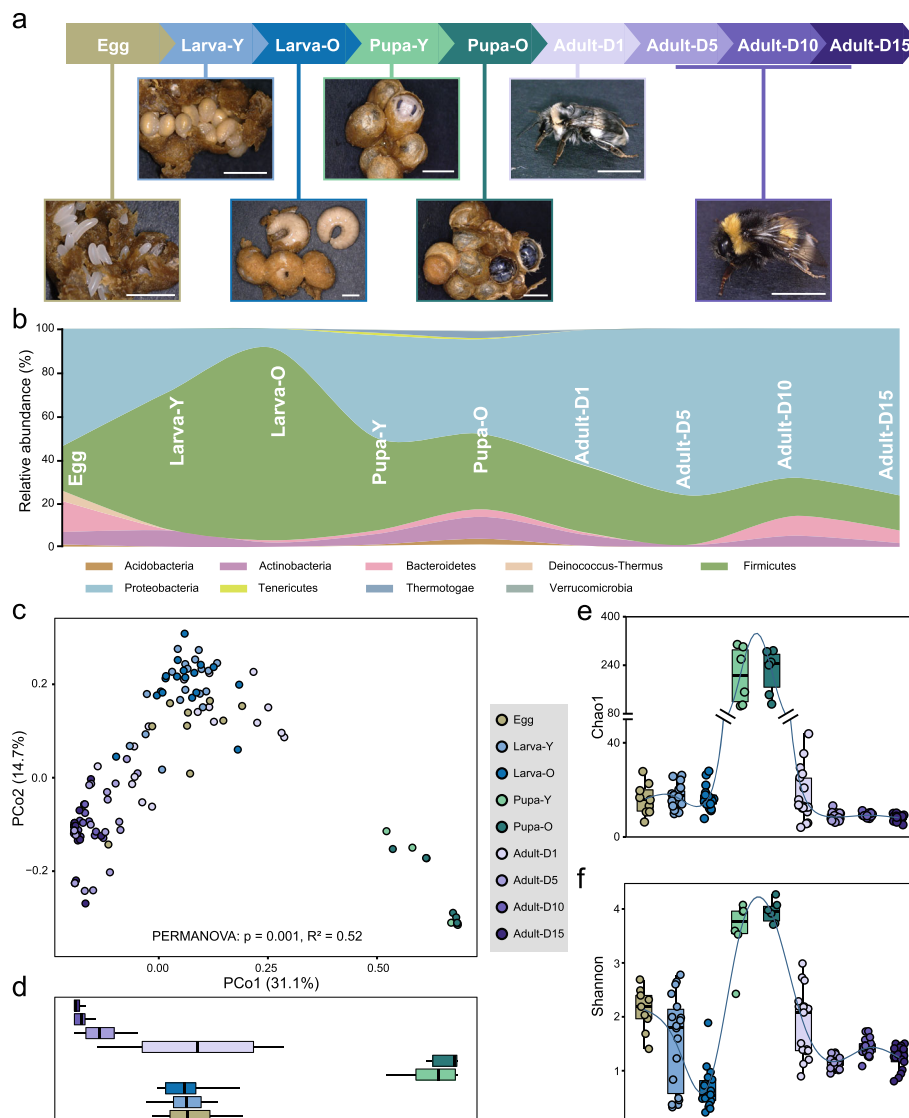 a
Egg Larva-Y Larva-O Pupa-Y Pupa-O Adult-D1 Adult-D5 Adult-D10 Adult-D15
b
Relative abundance (%)
100
80
60
40
20
0
Egg Larva-Y Larva-O Pupa-Y Pupa-O Adult-D1 Adult-D5 Adult-D10 Adult-D15
Acidobacteria Actinobacteria Bacteroidetes Deinococcus-Thermus Firmicutes
Proteobacteria Tenericutes Thermotogae Verrucomicrobia
c
PCo2 (14.7%)
0.2
0.0
−0.2
PERMANOVA: p = 0.001, R² = 0.52
0.00 0.25 0.50
PCo1 (31.1%)
Egg
Larva-Y
Larva-O
Pupa-Y
Pupa-O
Adult-D1
Adult-D5
Adult-D10
Adult-D15
d
e
Chao1
400
240
80
40
0
f
Shannon
4
3
2
1